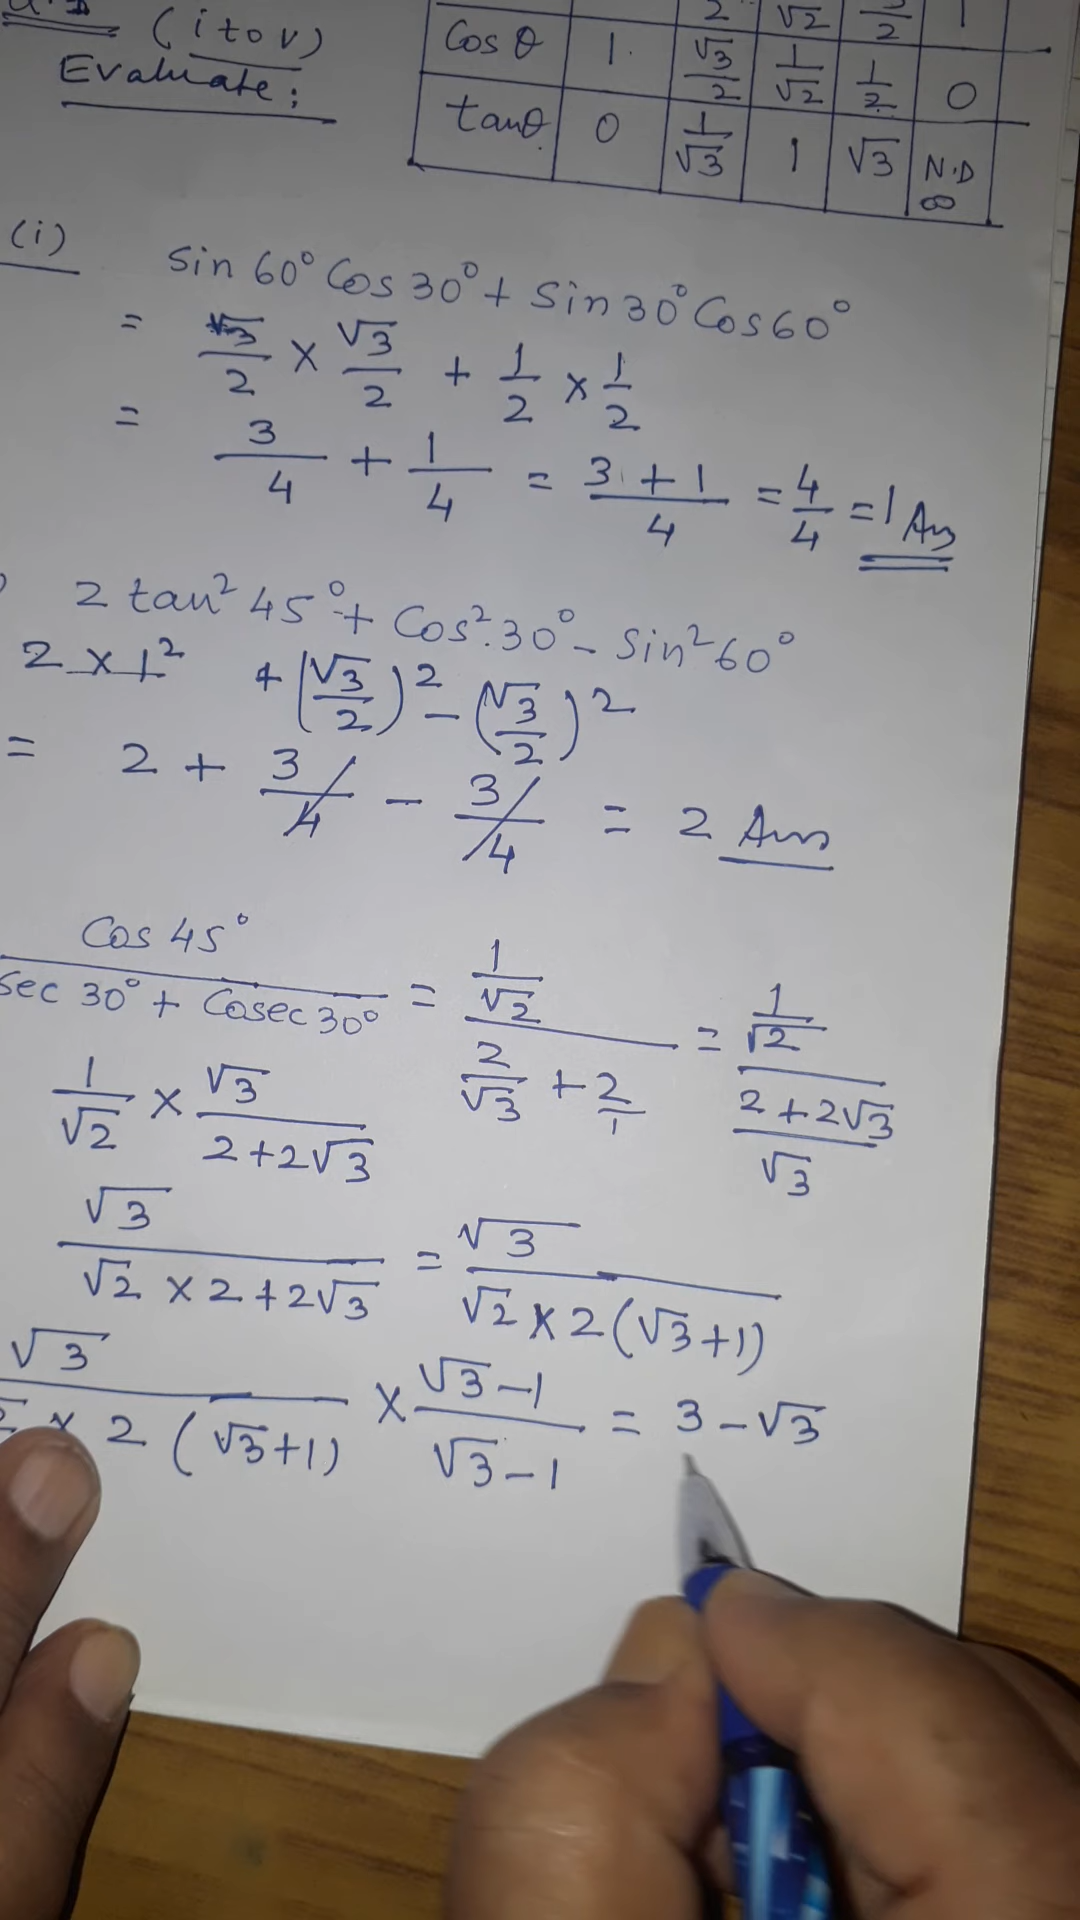 (i to v)
Evaluate:
2 √2 2 1
Cos θ 1 √3/2 1/√2 1/2 0
tanθ 0 1/√3 1 √3 N.D ∞
(i) Sin 60° Cos 30° + Sin 30° Cos 60°
= √3/2 × √3/2 + 1/2 × 1/2
= 3/4 + 1/4 = 3+1/4 = 4/4 = 1 Ans
2 tan² 45° + Cos² 30° - Sin² 60°
2 × 1² + (√3/2)² - (√3/2)²
= 2 + 3/4 - 3/4 = 2 Ans
Cos 45° / Sec 30° + Cosec 30° = 1/√2 / 2/√3 + 2/1 = 1/√2 / 2+2√3/√3
1/√2 × √3/2+2√3
√3/√2 × 2+2√3 = √3/√2 × 2(√3+1)
√3/√2 × 2(√3+1) × √3-1/√3-1 = 3-√3